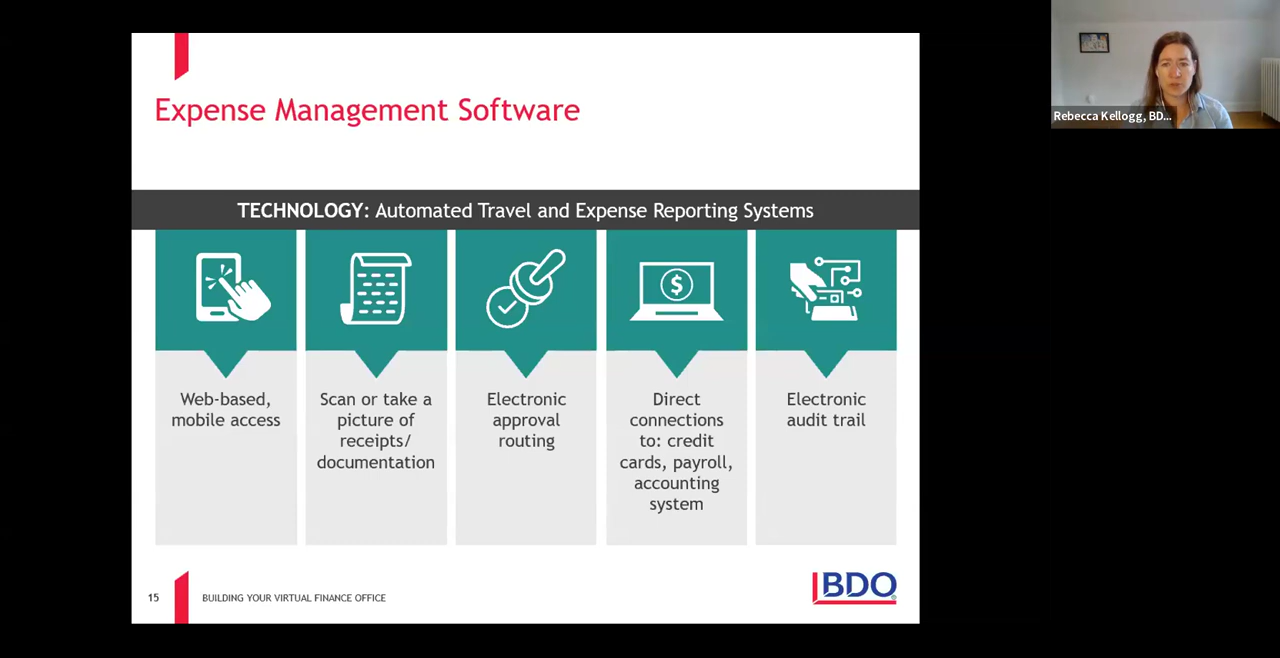 Expense Management Software
TECHNOLOGY: Automated Travel and Expense Reporting Systems
$
Web-based,
mobile access
Scan or take a
picture of
receipts/
documentation
Electronic
approval
routing
Direct
connections
to: credit
cards, payroll,
accounting
system
Electronic
audit trail
15
BUILDING YOUR VIRTUAL FINANCE OFFICE
BDO®
Rebecca Kellogg, BD...